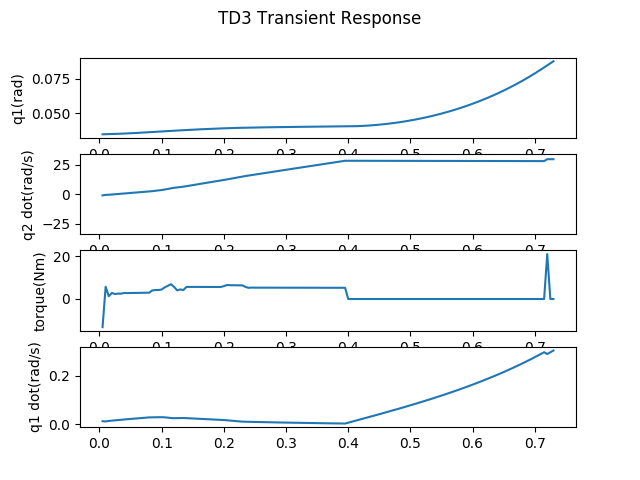 TD3 Transient Response
q1(rad)
0.075
0.050
0.0 0.1 0.2 0.3 0.4 0.5 0.6 0.7
q2 dot(rad/s)
25
0
−25
0.0 0.1 0.2 0.3 0.4 0.5 0.6 0.7
torque(Nm)
20
0
0.0 0.1 0.2 0.3 0.4 0.5 0.6 0.7
q1 dot(rad/s)
0.2
0.0
0.0 0.1 0.2 0.3 0.4 0.5 0.6 0.7